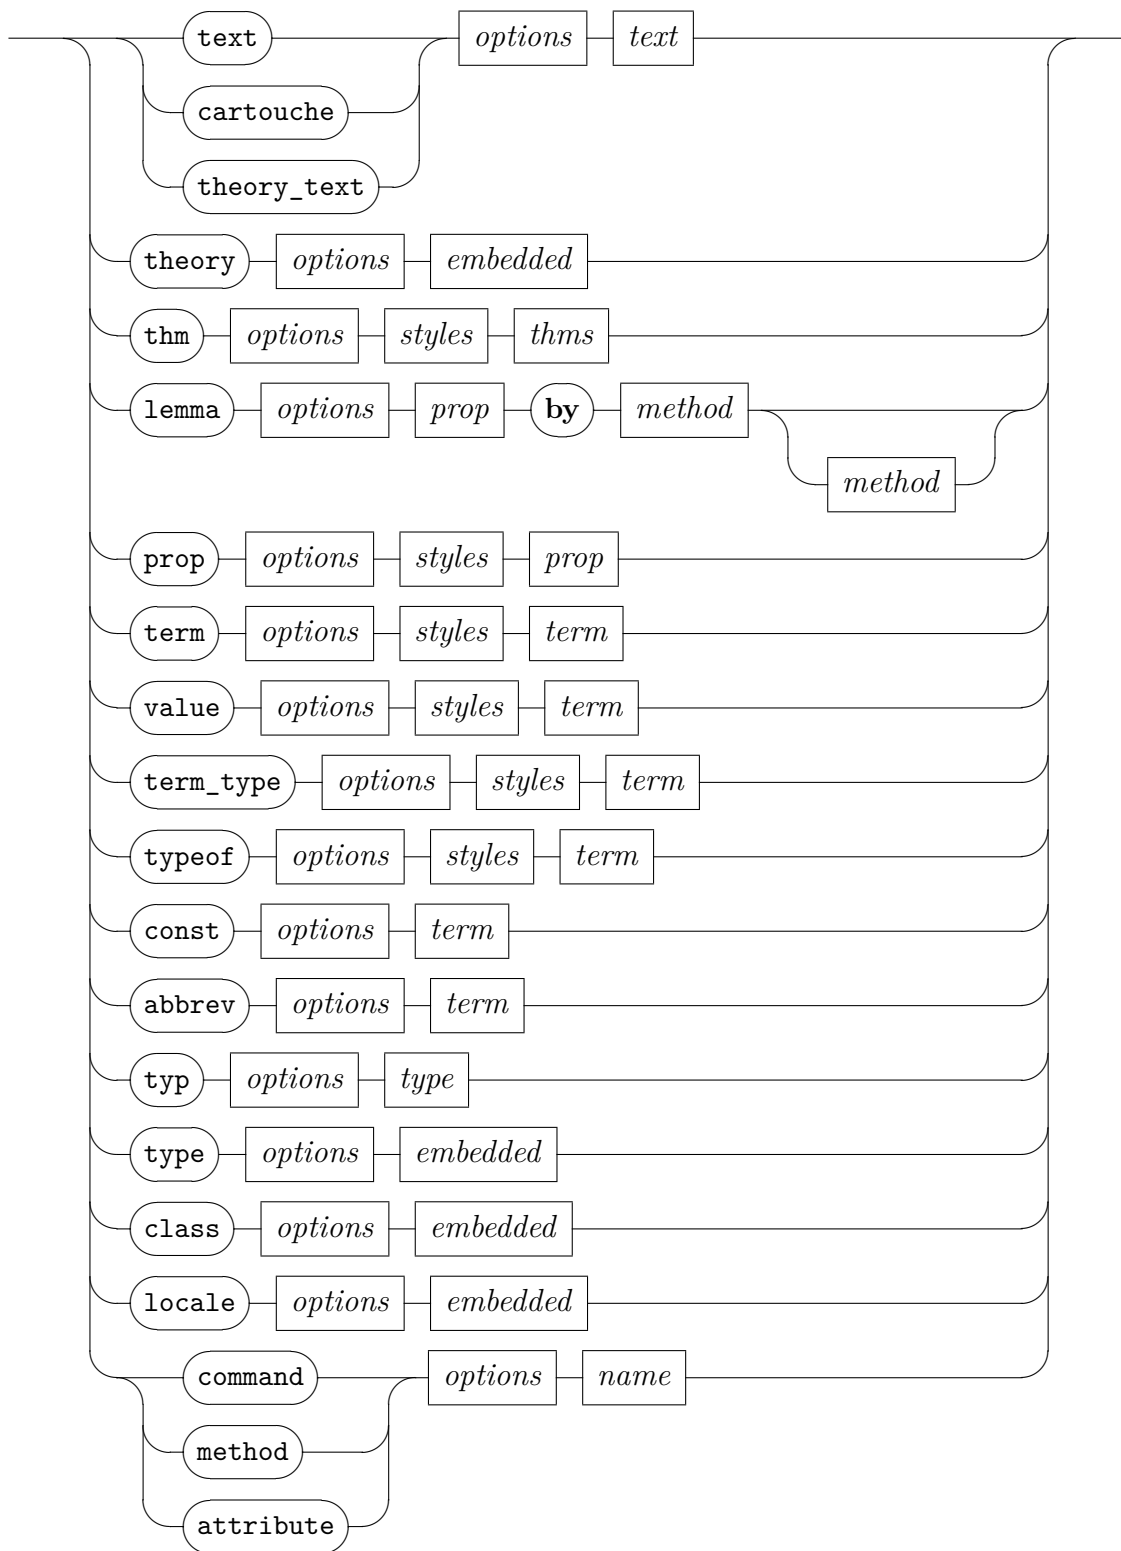 text options text
cartouche
theory_text
theory options embedded
thm options styles thms
lemma options prop by method
method
prop options styles prop
term options styles term
value options styles term
term_type options styles term
typeof options styles term
const options term
abbrev options term
typ options type
type options embedded
class options embedded
locale options embedded
command options name
method
attribute